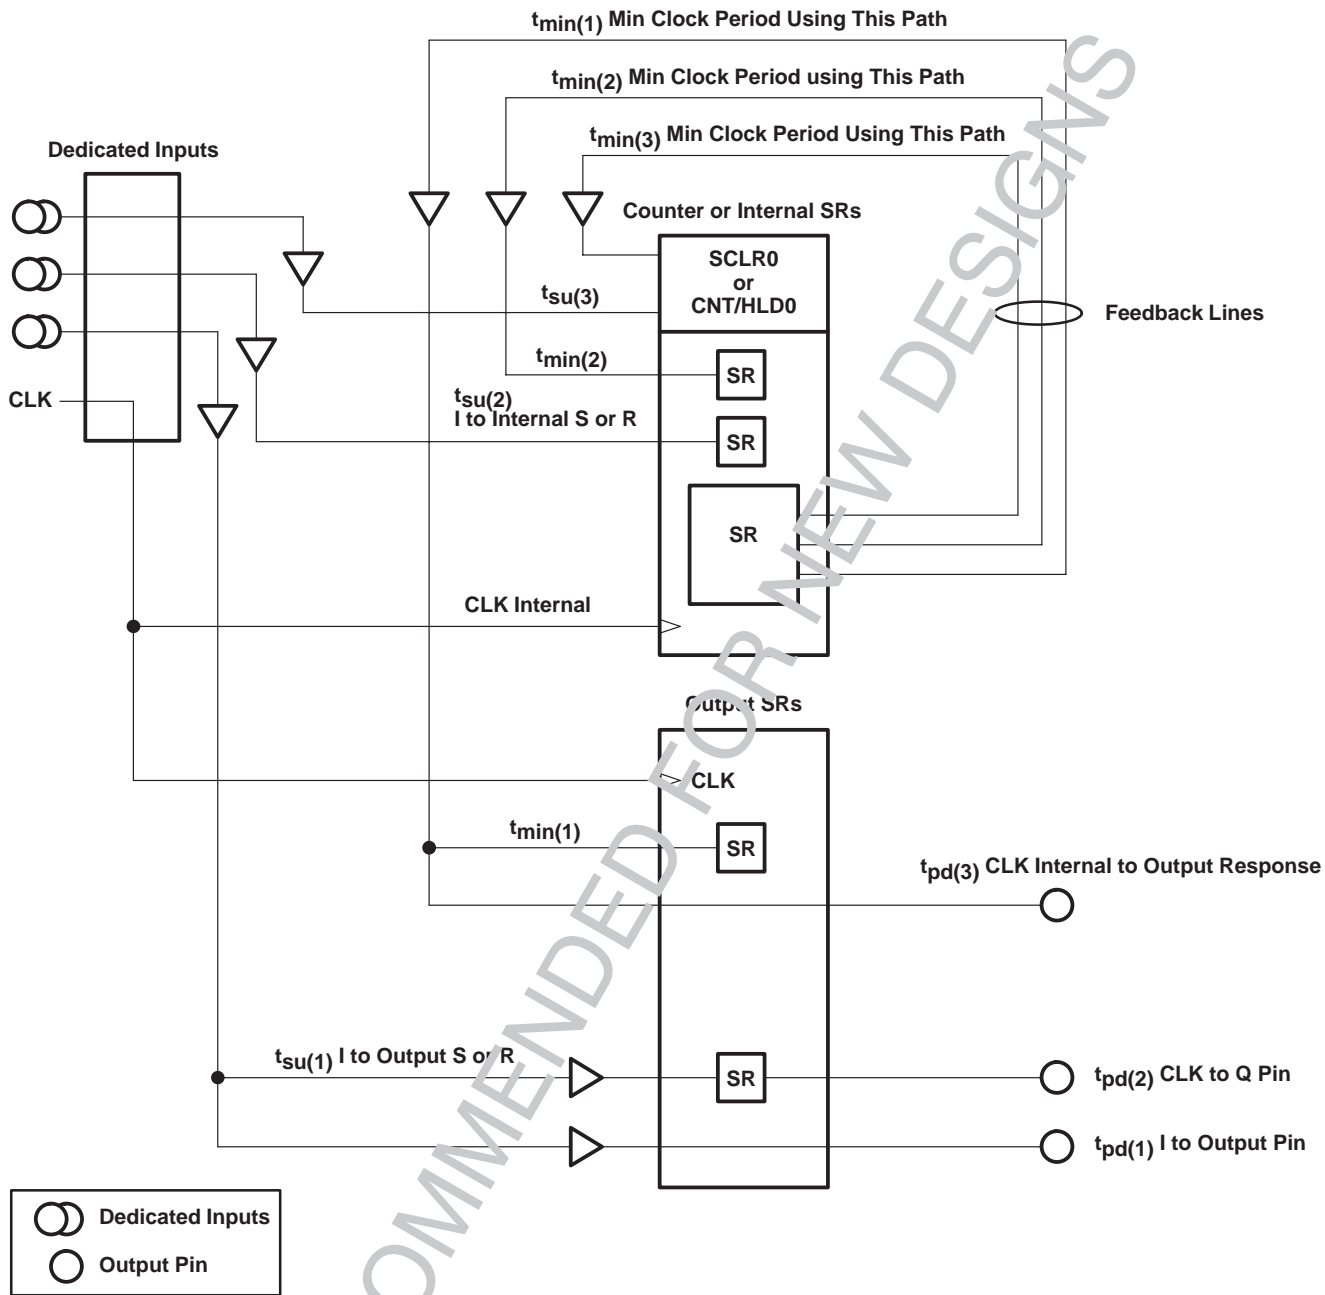 tmin(1) Min Clock Period Using This Path
tmin(2) Min Clock Period using This Path
tmin(3) Min Clock Period Using This Path
Dedicated Inputs
Counter or Internal SRs
SCLR0
or
CNT/HLD0
tsu(3)
Feedback Lines
tmin(2)
SR
CLK
tsu(2)
I to Internal S or R
SR
SR
CLK Internal
Output SRs
CLK
tmin(1)
SR
tpd(3) CLK Internal to Output Response
tsu(1) I to Output S or R
SR
tpd(2) CLK to Q Pin
tpd(1) I to Output Pin
Dedicated Inputs
Output Pin
OMMENDED FOR NEW DESIGNS